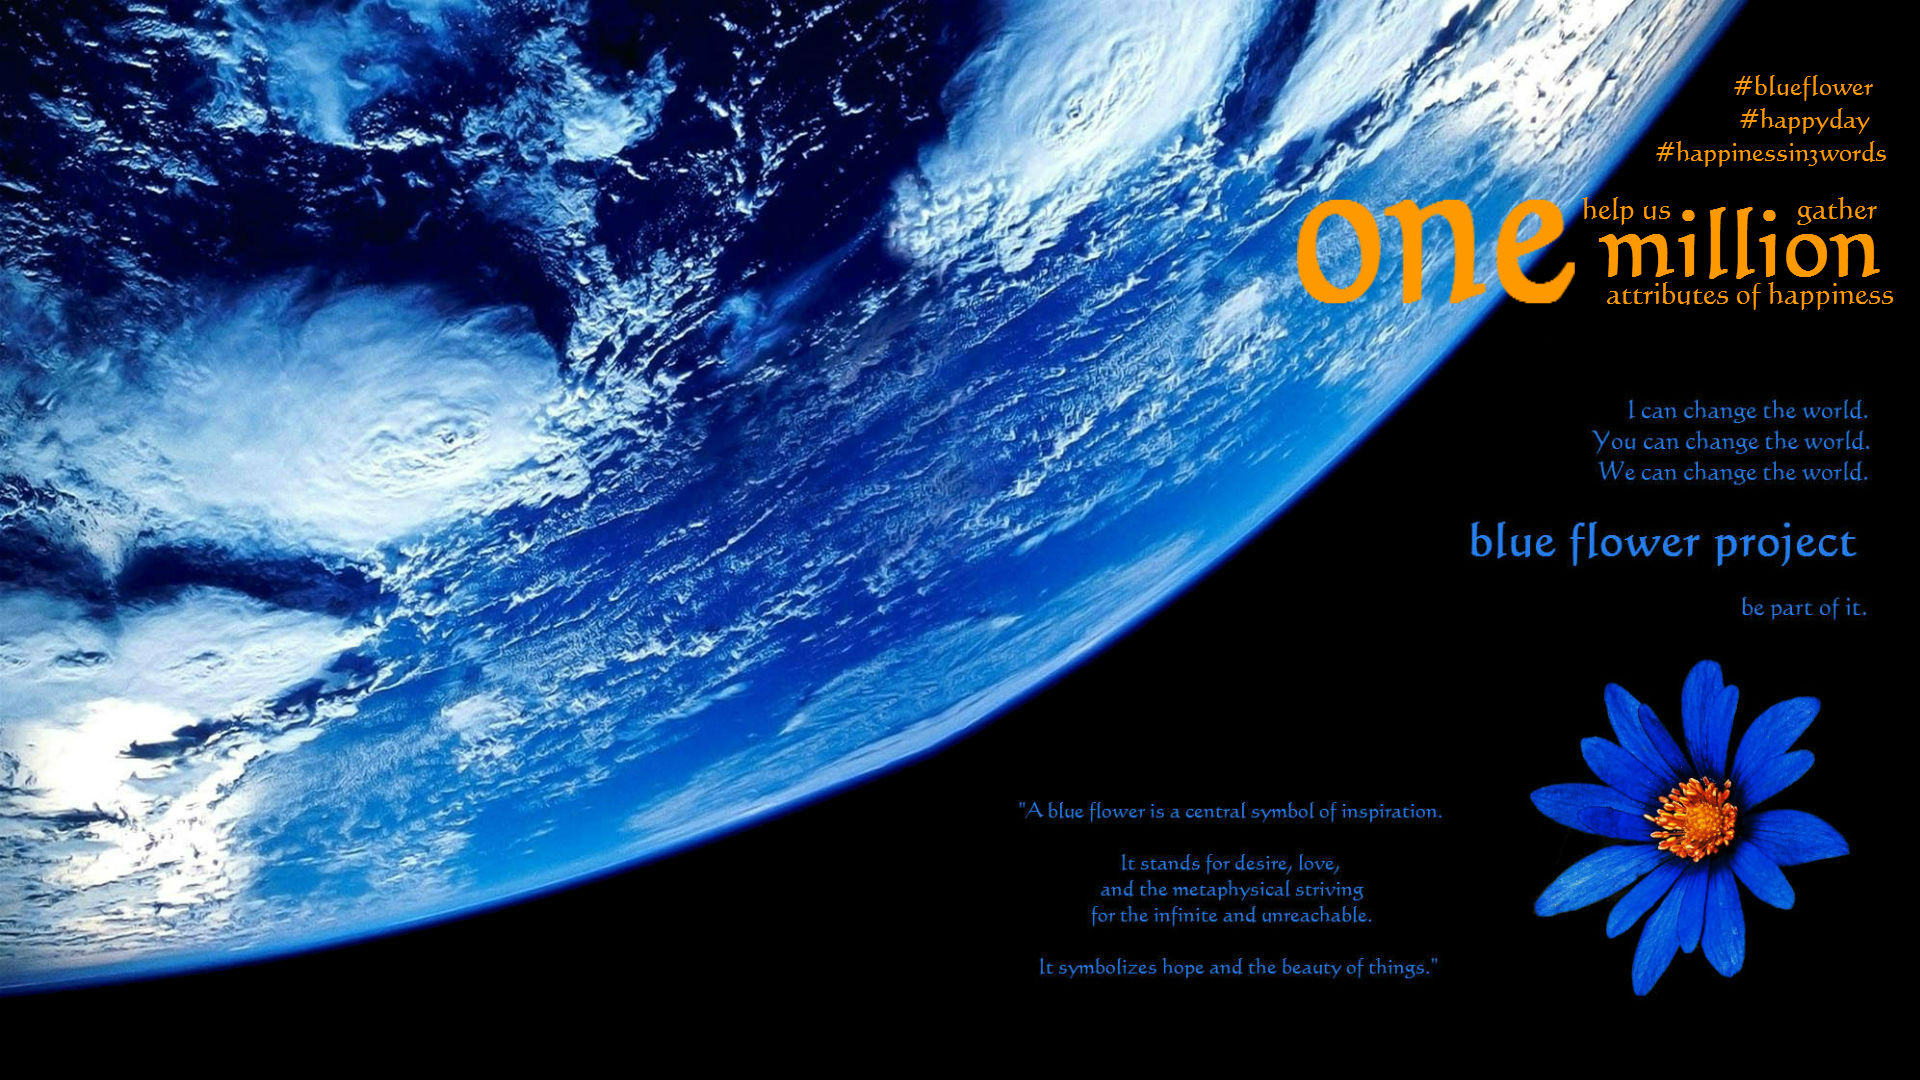 #blueflower
#happyday
#happinessin3words
help us gather
one million
attributes of happiness
I can change the world.
You can change the world.
We can change the world.
blue flower project
be part of it.
"A blue flower is a central symbol of inspiration.
It stands for desire, love,
and the metaphysical striving
for the infinite and unreachable.
It symbolizes hope and the beauty of things."